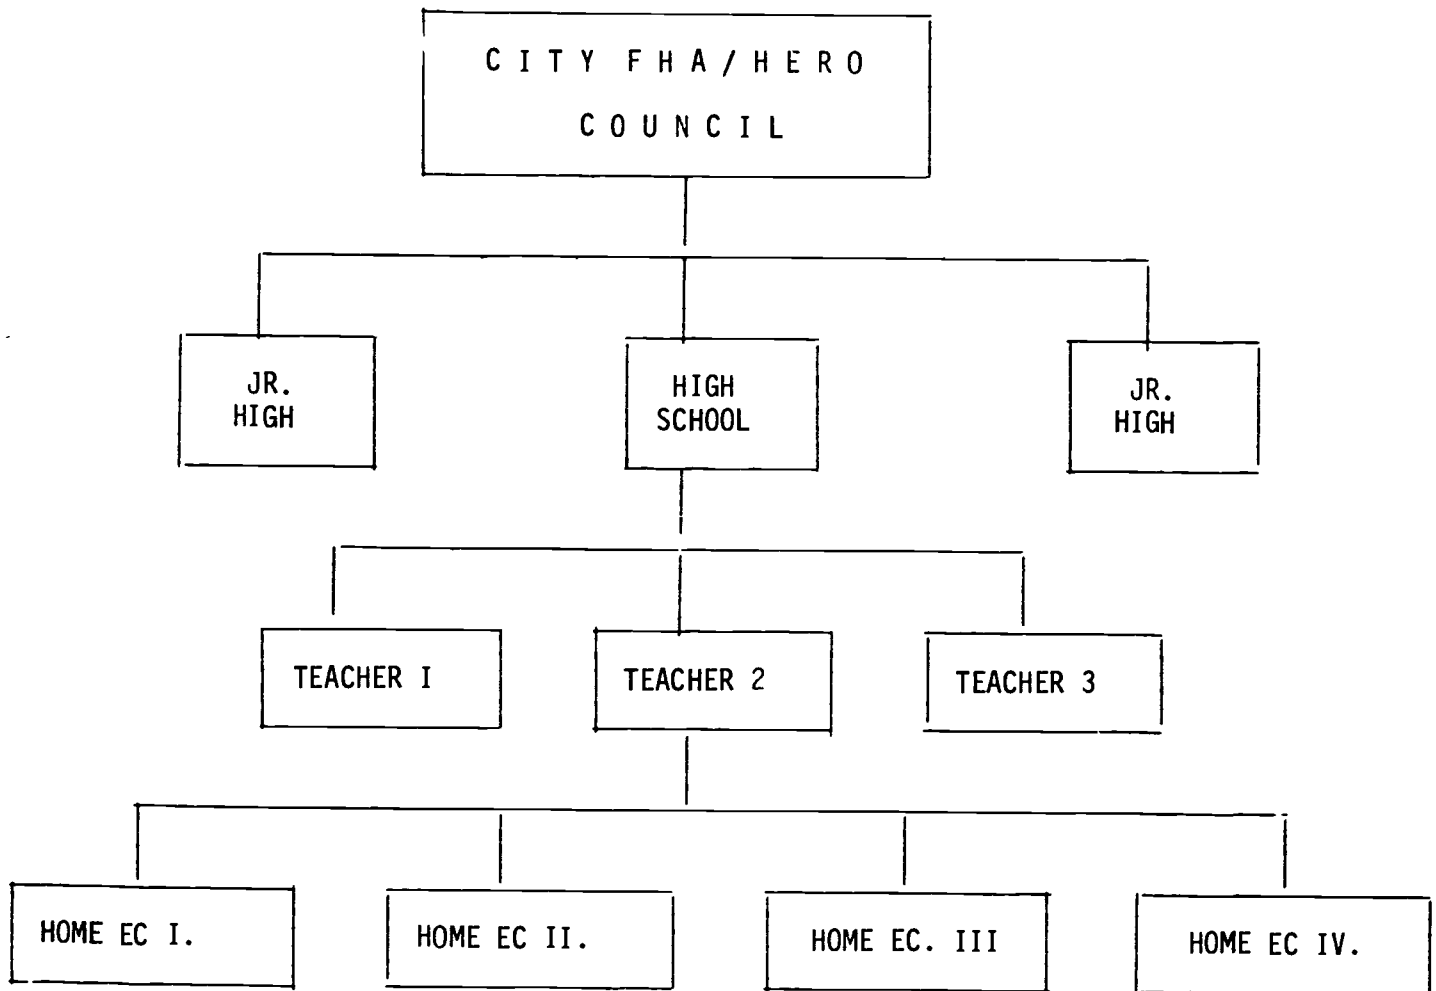 CITY FHA/HERO
COUNCIL
JR.
HIGH
HIGH
SCHOOL
JR.
HIGH
TEACHER I
TEACHER 2
TEACHER 3
HOME EC I.
HOME EC II.
HOME EC. III
HOME EC IV.